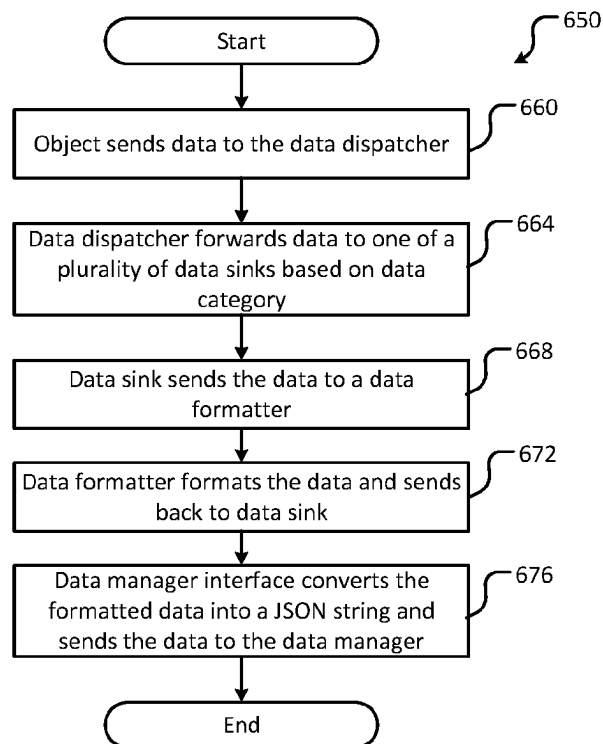 Start
650
Object sends data to the data dispatcher
660
Data dispatcher forwards data to one of a
plurality of data sinks based on data
category
664
Data sink sends the data to a data
formatter
668
Data formatter formats the data and sends
back to data sink
672
Data manager interface converts the
formatted data into a JSON string and
sends the data to the data manager
676
End